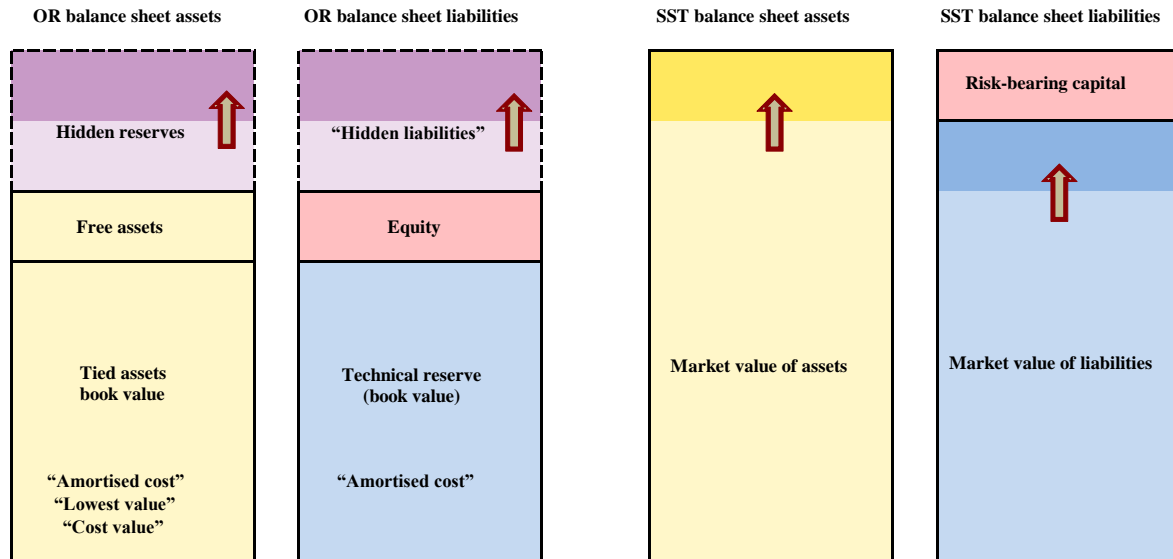 OR balance sheet assets
OR balance sheet liabilities
SST balance sheet assets
SST balance sheet liabilities
Hidden reserves
“Hidden liabilities”
Risk-bearing capital
Free assets
Equity
Tied assets
book value
Technical reserve
(book value)
Market value of assets
Market value of liabilities
“Amortised cost”
“Lowest value”
“Cost value”
“Amortised cost”